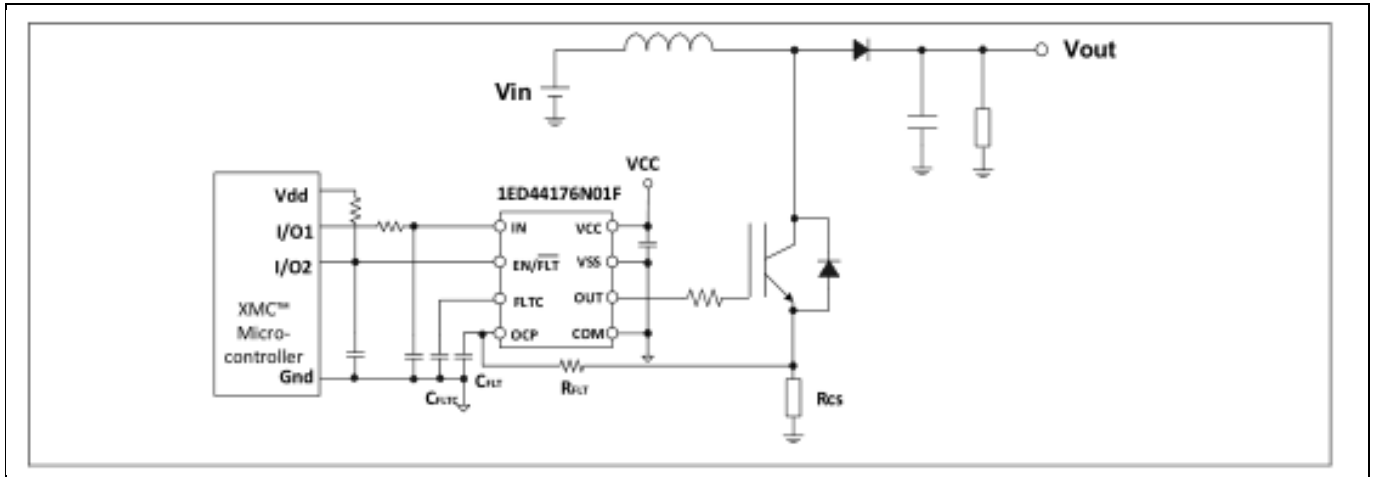 Vout
Vin
VCC
1ED44176N01F
Vdd
I/O1
I/O2
XMC™
Micro-
controller
Gnd
IN
EN/FLT
FLTC
OCP
VCC
VSS
OUT
COM
CFLTC
CFLT
RFLT
Rcs